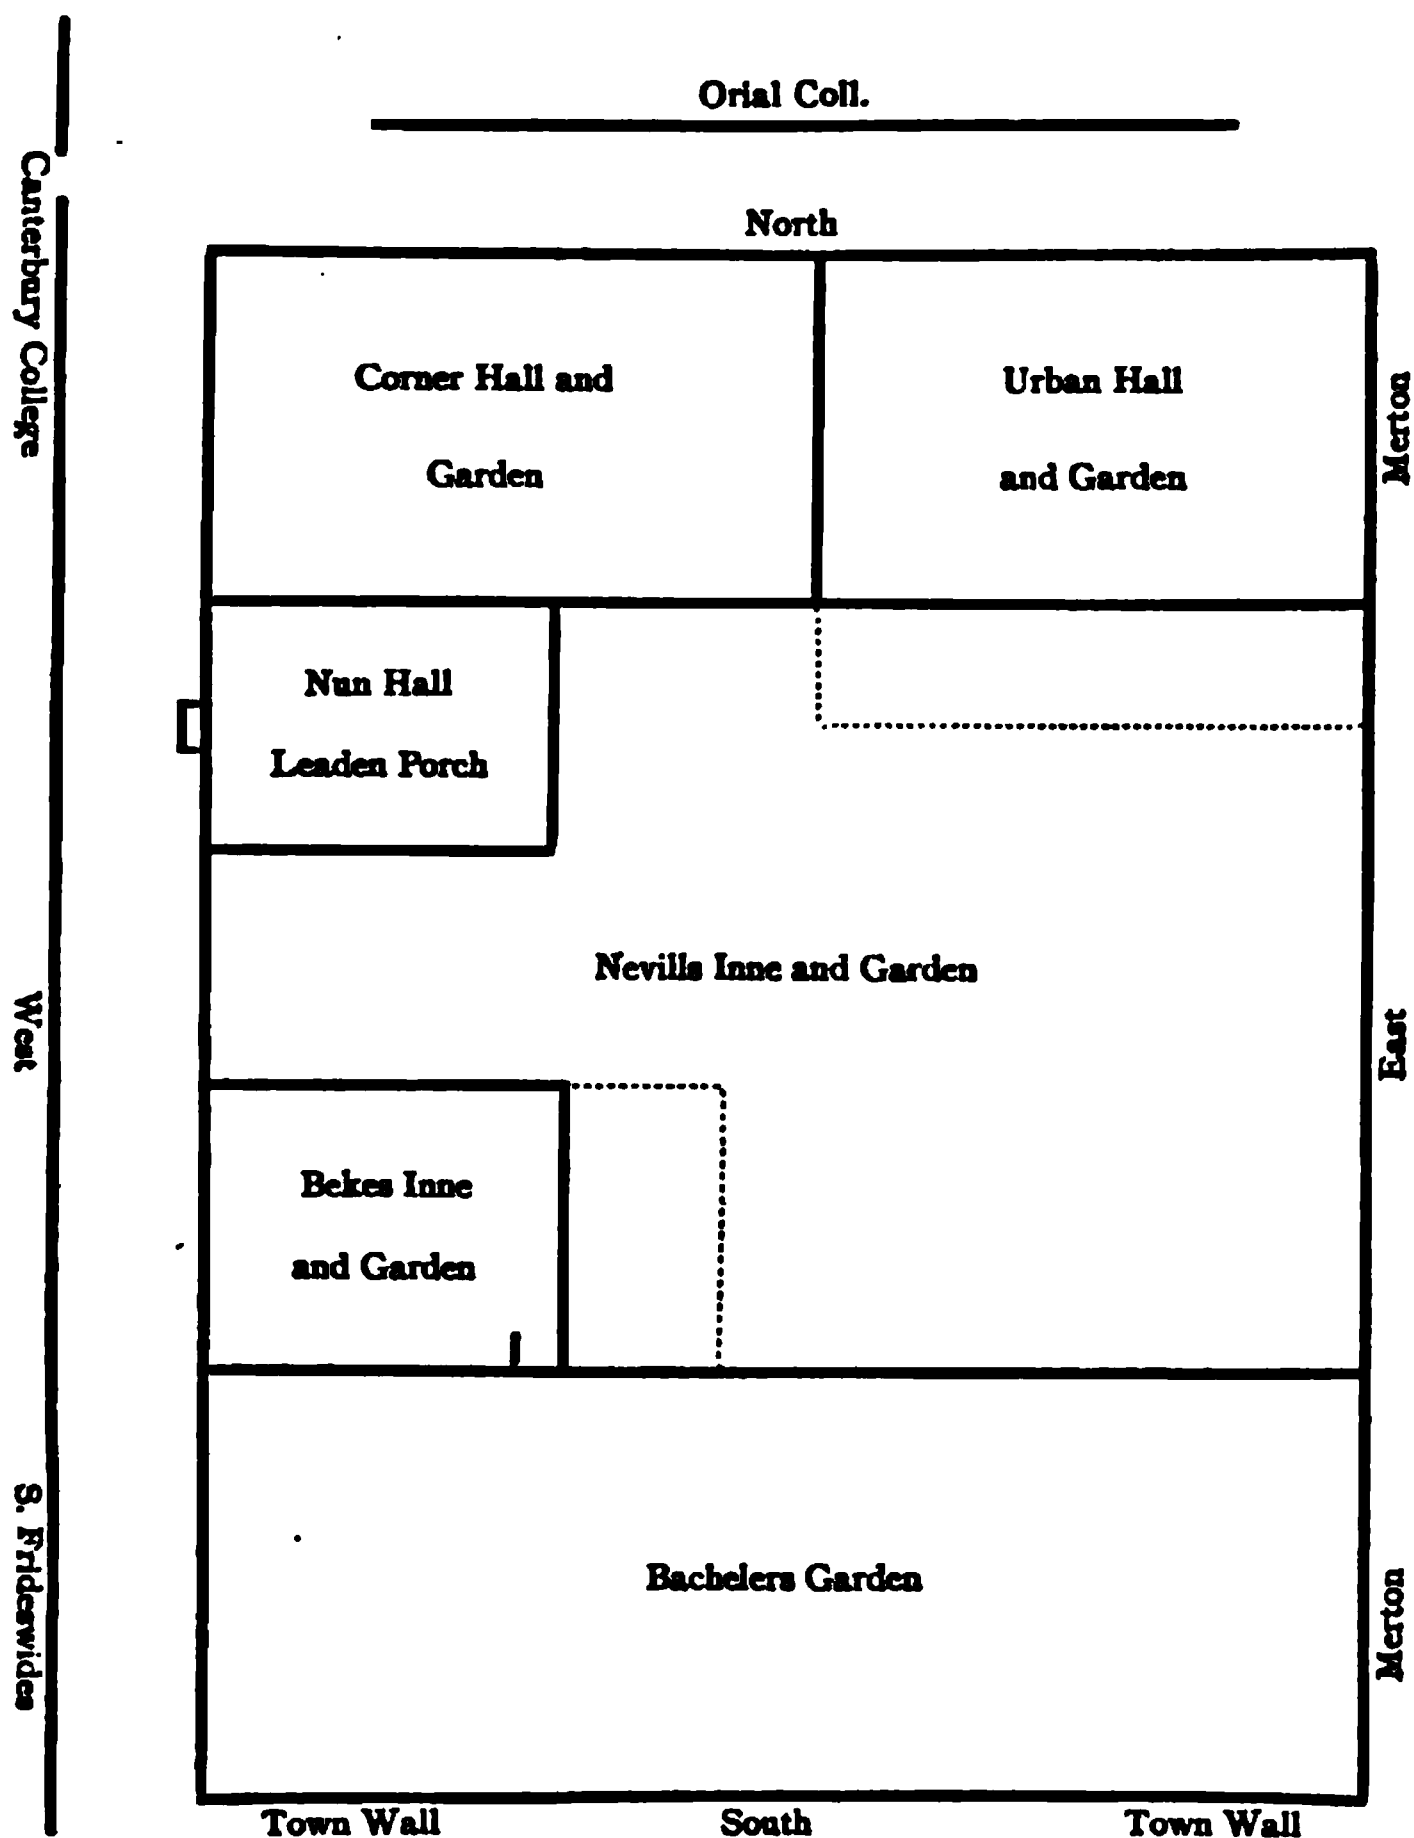 Orial Coll.
North
Canterbury College
Corner Hall and
Garden
Urban Hall
and Garden
Merton
Nun Hall
Leaden Porch
Nevills Inne and Garden
West
East
Bekes Inne
and Garden
S. Frideswides
Bachelers Garden
Merton
Town Wall
South
Town Wall